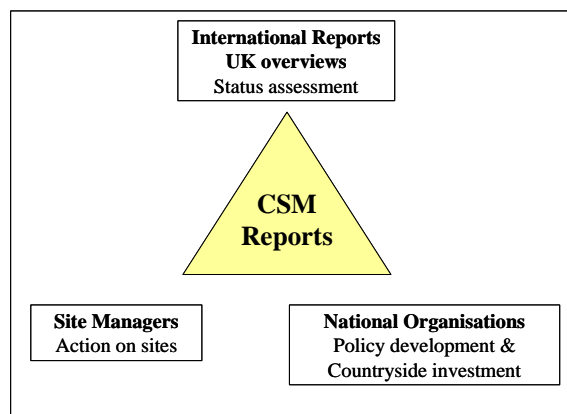 International Reports
UK overviews
Status assessment
CSM
Reports
Site Managers
Action on sites
National Organisations
Policy development &
Countryside investment